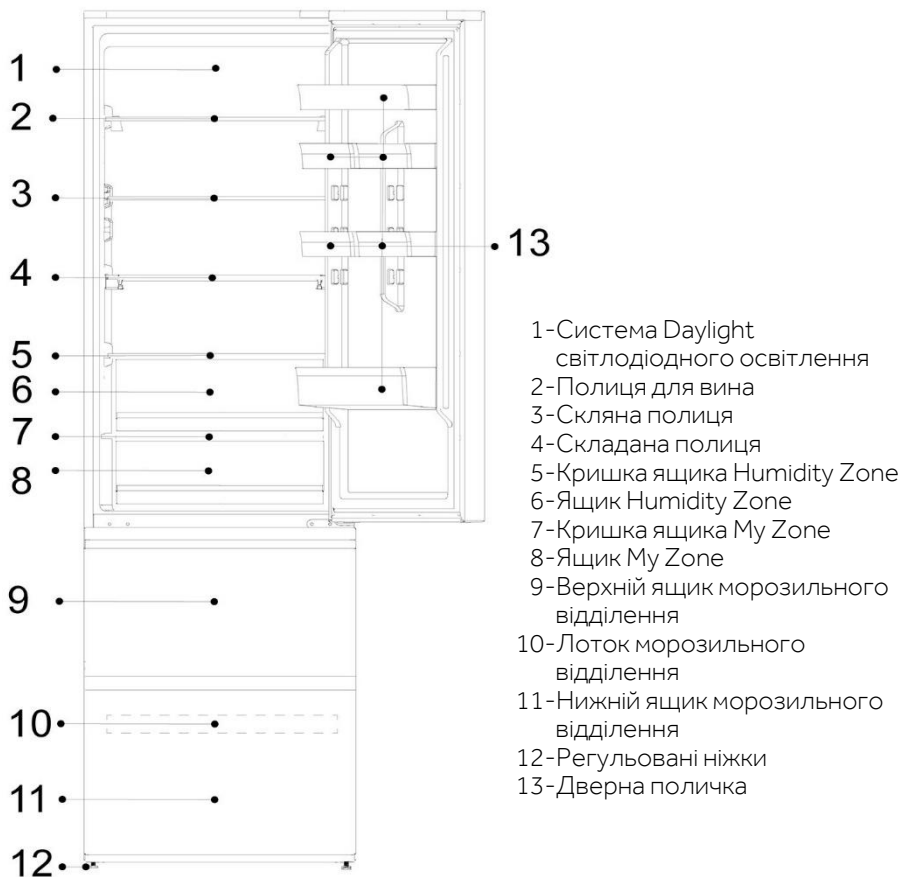 1
2
3
4
5
6
7
8
9
10
11
12
13
1-Система Daylight
світлодіодного освітлення
2-Полиця для вина
3-Скляна полиця
4-Складана полиця
5-Кришка ящика Humidity Zone
6-Ящик Humidity Zone
7-Кришка ящика My Zone
8-Ящик My Zone
9-Верхній ящик морозильного
відділення
10-Лоток морозильного
відділення
11-Нижній ящик морозильного
відділення
12-Регульовані ніжки
13-Дверна поличка